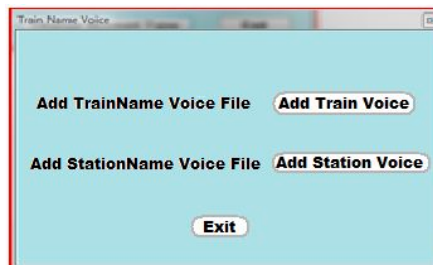 Train Name Voice
Add TrainName Voice File Add Train Voice
Add StationName Voice File Add Station Voice
Exit